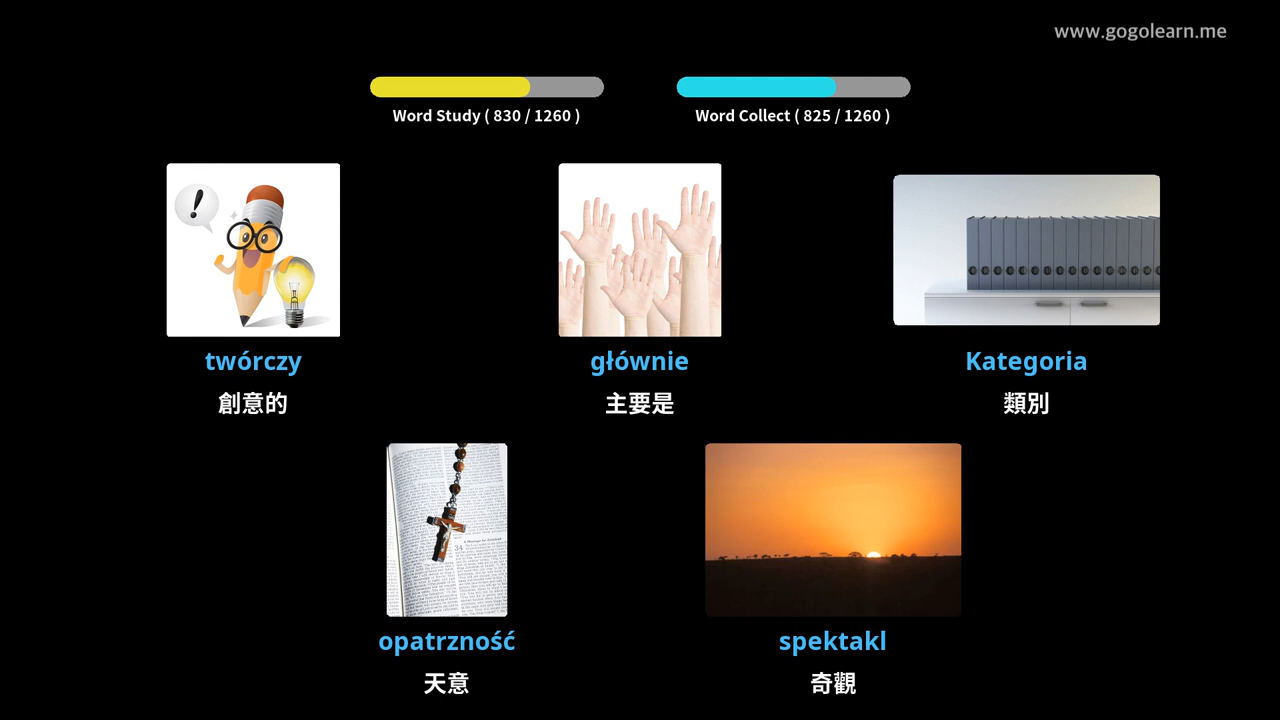 www.gogolearn.me
Word Study ( 830 / 1260 )
Word Collect ( 825 / 1260 )
twórczy
głównie
Kategoria
創意的
主要是
類別
34
opatrzność
spektakl
天意
奇觀